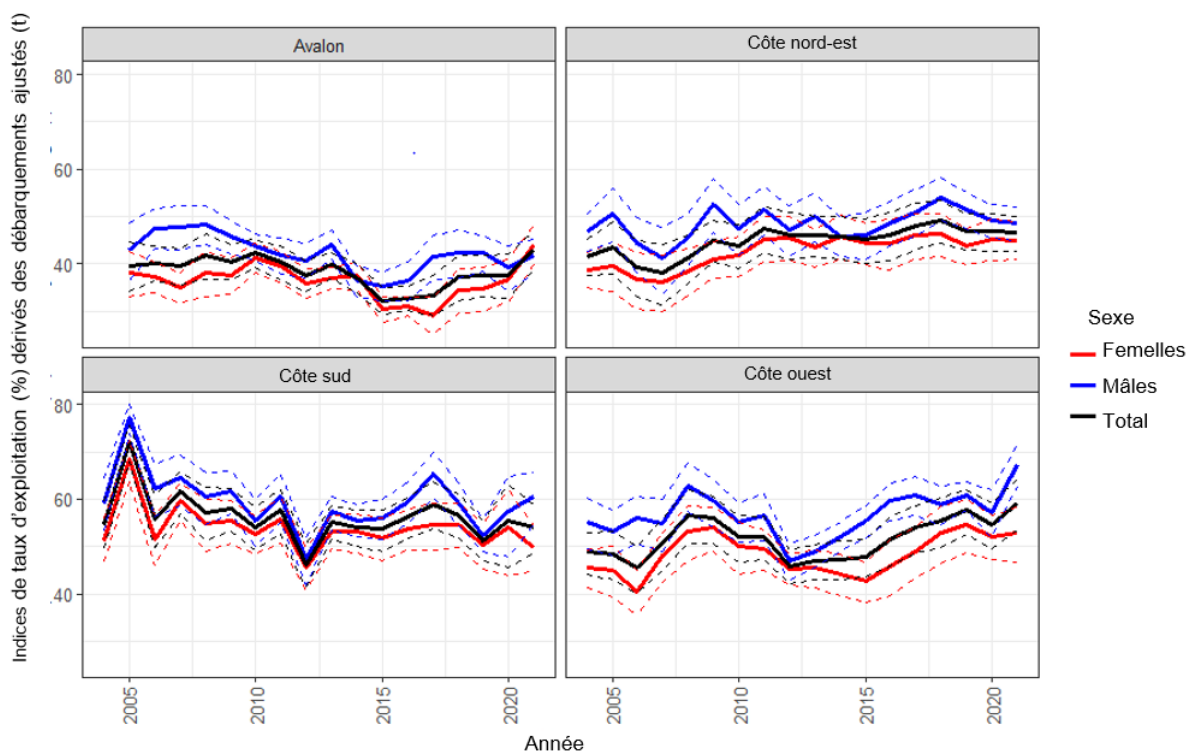 Indices de taux d'exploitation (%) dérivés des débarquements ajustés (t)
Avalon
Côte nord-est
80
60
40
Côte sud
Côte ouest
80
60
40
2005
2010
2015
2020
2005
2010
2015
2020
Année
Sexe
Femelles
Mâles
Total